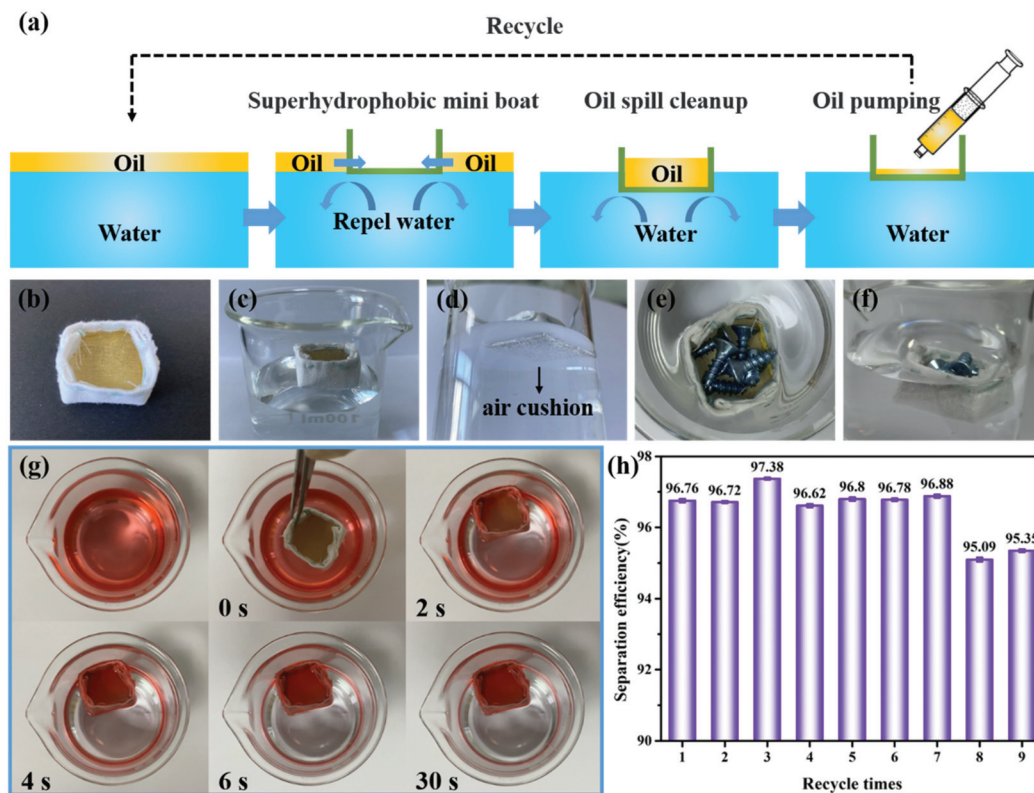 (a)
Recycle
Superhydrophobic mini boat
Oil spill cleanup
Oil pumping
Oil
Oil
Oil
Oil
Water
Repel water
Water
Water
(b)
(c)
(d)
(e)
(f)
air cushion
100ml
(g)
0 s
2 s
4 s
6 s
30 s
(h)
Separation efficiency(%)
98
96
94
92
90
96.76
96.72
97.38
96.62
96.8
96.78
96.88
95.09
95.35
1 2 3 4 5 6 7 8 9
Recycle times